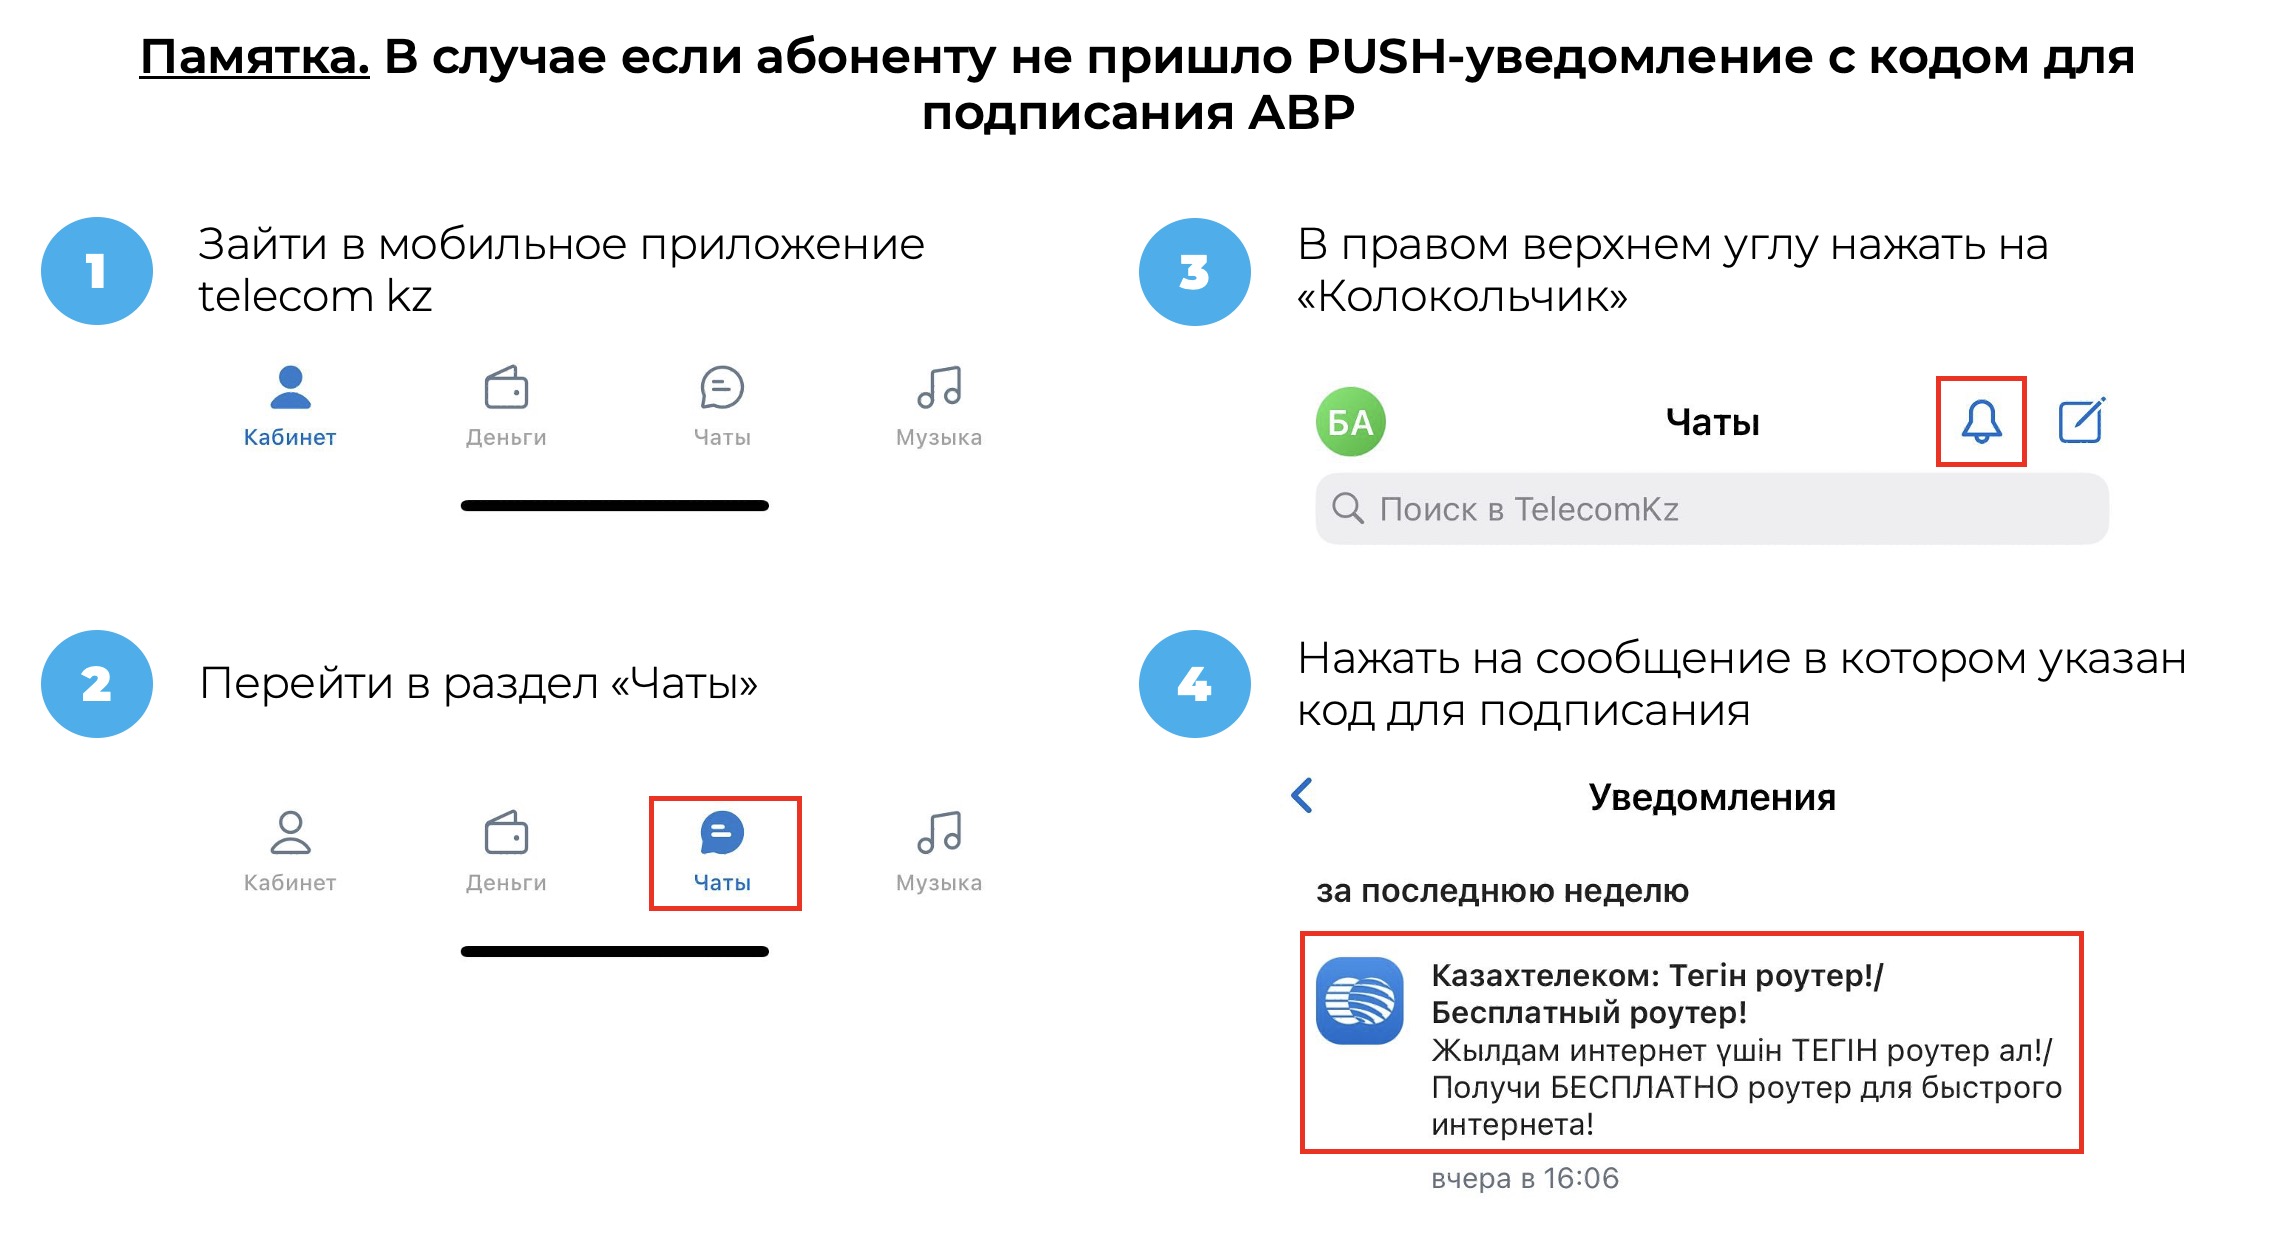 Памятка. В случае если абоненту не пришло PUSH-уведомление с кодом для
подписания АВР
1
Зайти в мобильное приложение
telecom kz
Кабинет
Деньги
Чаты
Музыка
2
Перейти в раздел «Чаты»
Кабинет
Деньги
Чаты
Музыка
3
В правом верхнем углу нажать на
«Колокольчик»
БА
Чаты
Поиск в TelecomKz
4
Нажать на сообщение в котором указан
код для подписания
Уведомления
за последнюю неделю
Казахтелеком: Тегін роутер!/
Бесплатный роутер!
Жылдам интернет үшін ТЕГІН роутер ал!/
Получи БЕСПЛАТНО роутер для быстрого
интернета!
вчера в 16:06